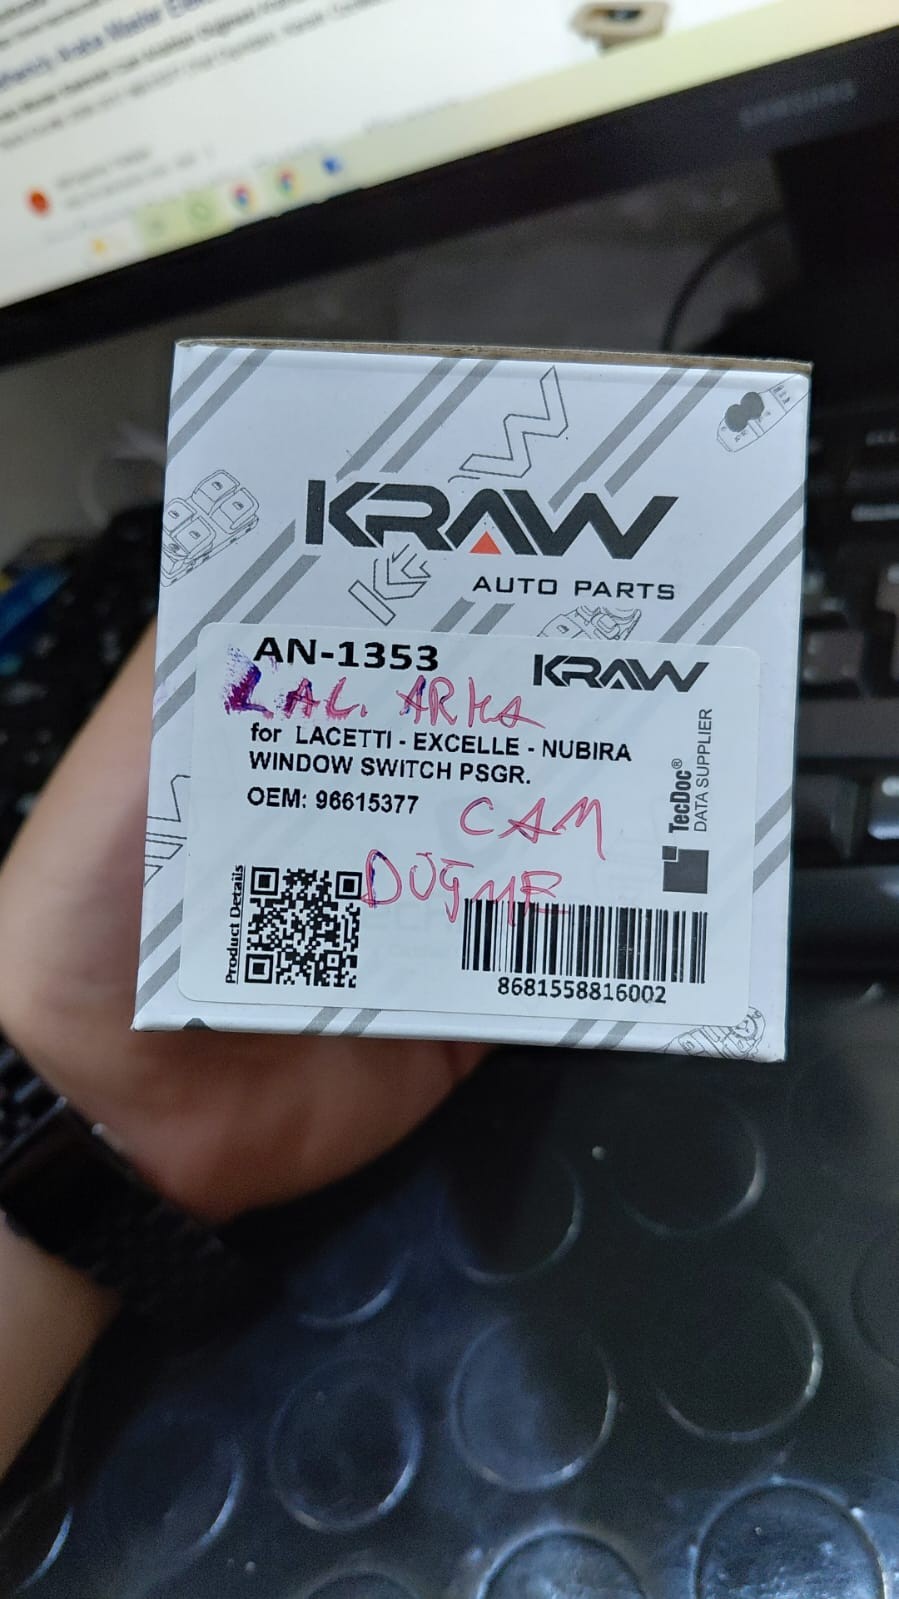 SAMSUNG
KRAW
AUTO PARTS
AN-1353
KRAW
LAC. ARKA
for LACETTI - EXCELLE - NUBIRA
WINDOW SWITCH PSGR.
OEM: 96615377
CAM
DÜĞME
TecDoc®
DATA SUPPLIER
Product Details
8681558816002